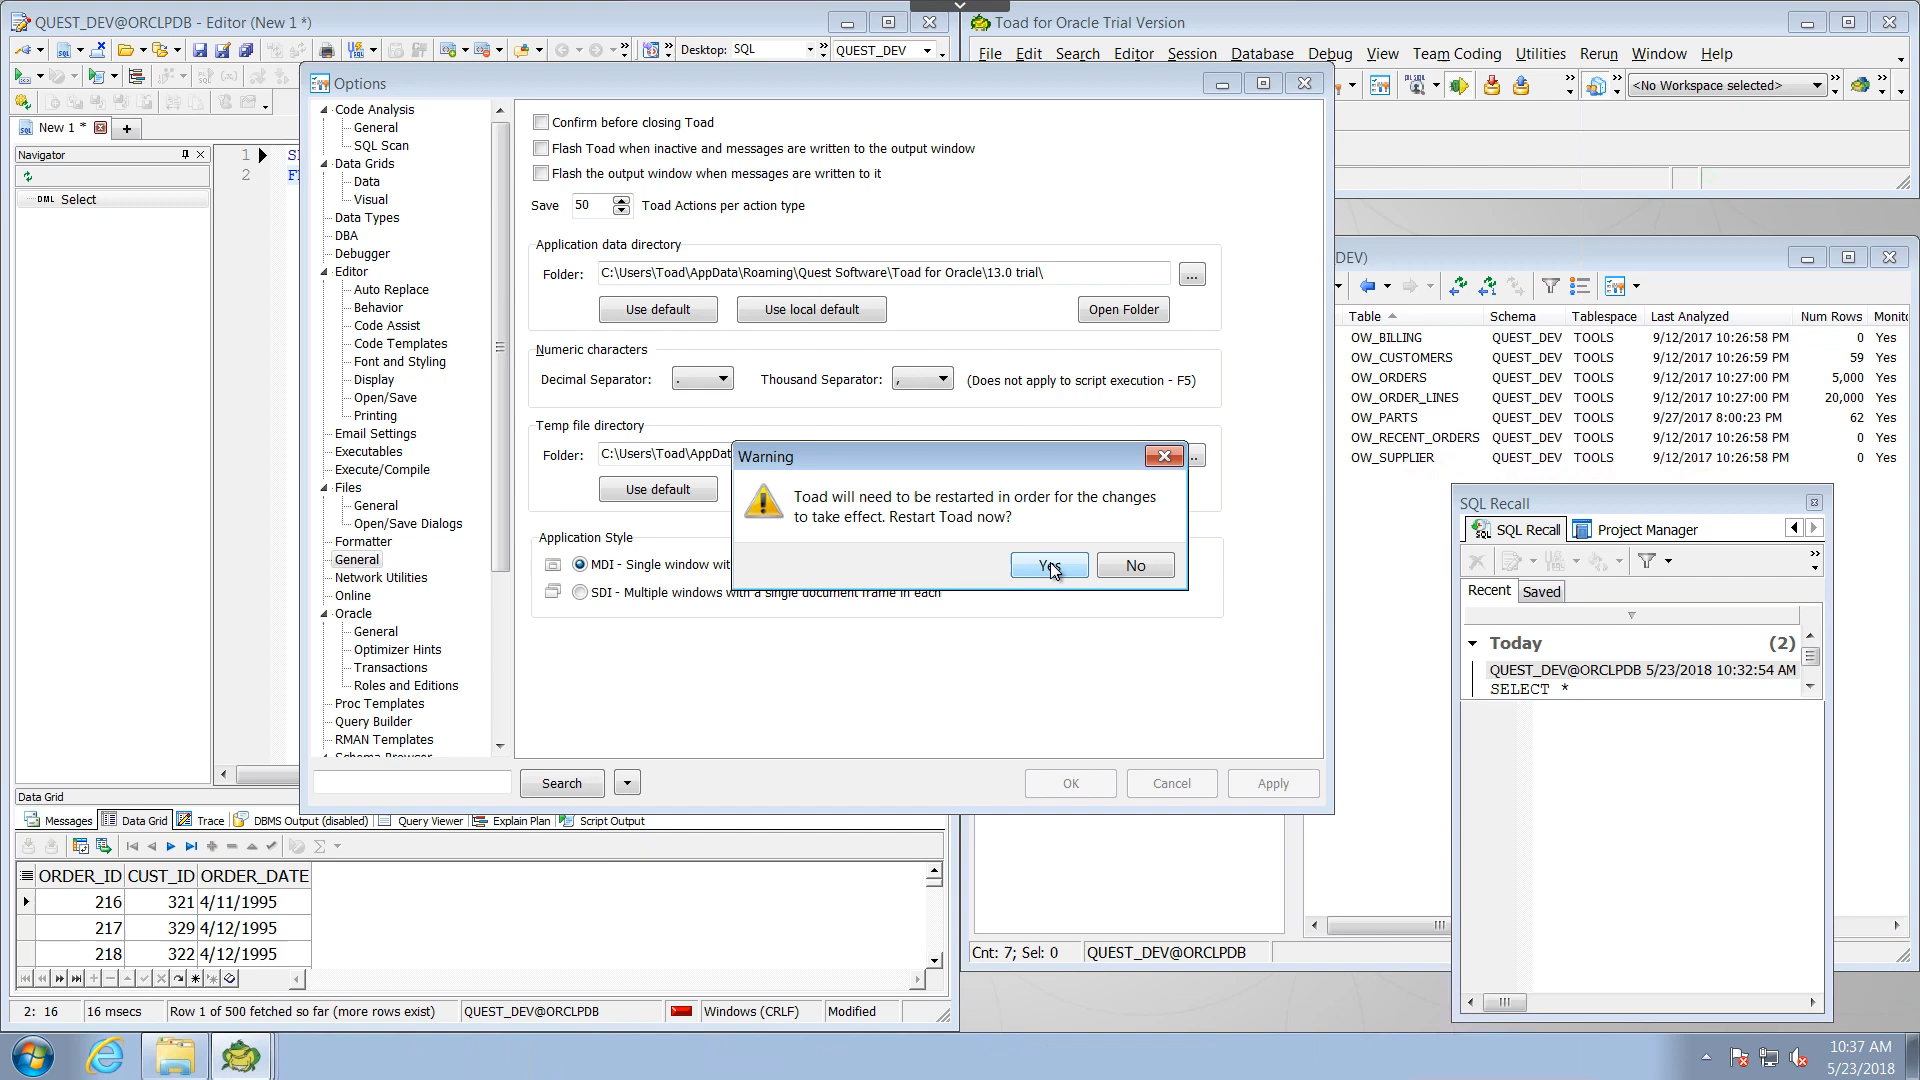 QUEST_DEV@ORCLPDB - Editor (New 1 *)
Desktop: SQL
QUEST_DEV
New 1 *
Navigator
DML Select
1
2
Toad for Oracle Trial Version
File Edit Search Editor Session Database Debug View Team Coding Utilities Rerun Window Help
<No Workspace selected>
Options
Code Analysis
General
SQL Scan
Data Grids
Data
Visual
Data Types
DBA
Debugger
Editor
Auto Replace
Behavior
Code Assist
Code Templates
Font and Styling
Display
Open/Save
Printing
Email Settings
Executables
Execute/Compile
Files
General
Open/Save Dialogs
Formatter
General
Network Utilities
Online
Oracle
General
Optimizer Hints
Transactions
Roles and Editions
Proc Templates
Query Builder
RMAN Templates
Confirm before closing Toad
Flash Toad when inactive and messages are written to the output window
Flash the output window when messages are written to it
Save 50 Toad Actions per action type
Application data directory
Folder: C:\Users\Toad\AppData\Roaming\Quest Software\Toad for Oracle\13.0 trial\ ...
Use default Use local default Open Folder
Numeric characters
Decimal Separator: . Thousand Separator: , (Does not apply to script execution - F5)
Temp file directory
Folder: C:\Users\Toad\AppDat
Use default
Application Style
MDI - Single window wit
SDI - Multiple windows with a single document frame in each
Warning
Toad will need to be restarted in order for the changes
to take effect. Restart Toad now?
Yes No
Search OK Cancel Apply
DEV)
Table Schema Tablespace Last Analyzed Num Rows Monito
OW_BILLING QUEST_DEV TOOLS 9/12/2017 10:26:58 PM 0 Yes
OW_CUSTOMERS QUEST_DEV TOOLS 9/12/2017 10:26:59 PM 59 Yes
OW_ORDERS QUEST_DEV TOOLS 9/12/2017 10:27:00 PM 5,000 Yes
OW_ORDER_LINES QUEST_DEV TOOLS 9/12/2017 10:27:00 PM 20,000 Yes
OW_PARTS QUEST_DEV TOOLS 9/27/2017 8:00:23 PM 62 Yes
OW_RECENT_ORDERS QUEST_DEV TOOLS 9/12/2017 10:26:58 PM 0 Yes
OW_SUPPLIER QUEST_DEV TOOLS 9/12/2017 10:26:58 PM 0 Yes
SQL Recall
SQL Recall Project Manager
Recent Saved
Today (2)
QUEST_DEV@ORCLPDB 5/23/2018 10:32:54 AM
SELECT *
Cnt: 7; Sel: 0 QUEST_DEV@ORCLPDB
Data Grid
Messages Data Grid Trace DBMS Output (disabled) Query Viewer Explain Plan Script Output
ORDER_ID CUST_ID ORDER_DATE
216 321 4/11/1995
217 329 4/12/1995
218 322 4/12/1995
2: 16 16 msecs Row 1 of 500 fetched so far (more rows exist) QUEST_DEV@ORCLPDB Windows (CRLF) Modified
10:37 AM
5/23/2018